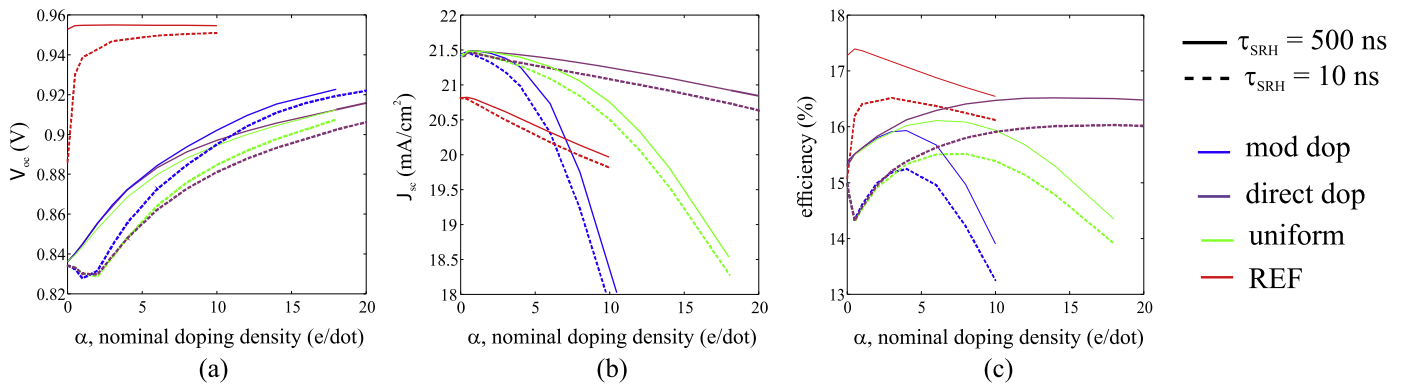 0.96
0.94
0.92
0.9
0.88
0.86
0.84
0.82
V_oc (V)
0 5 10 15 20
α, nominal doping density (e/dot)
(a)
22
21.5
21
20.5
20
19.5
19
18.5
18
J_sc (mA/cm²)
0 5 10 15 20
α, nominal doping density (e/dot)
(b)
18
17
16
15
14
13
efficiency (%)
0 5 10 15 20
α, nominal doping density (e/dot)
(c)
τ_SRH = 500 ns
τ_SRH = 10 ns
mod dop
direct dop
uniform
REF